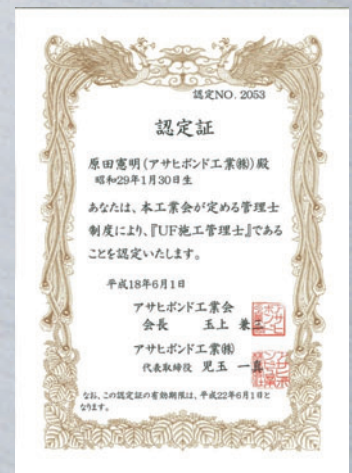 認定NO. 2053
認定証
原田憲明(アサヒボンド工業㈱)殿
昭和29年1月30日生
あなたは、本工業会が定める管理士
制度により、『UF施工管理士』である
ことを認定いたします。
平成18年6月1日
アサヒボンド工業会
会長 玉上 兼三
アサヒボンド工業㈱
代表取締役 児玉 一真
なお、この認定証の有効期限は、平成22年6月1日と
なります。